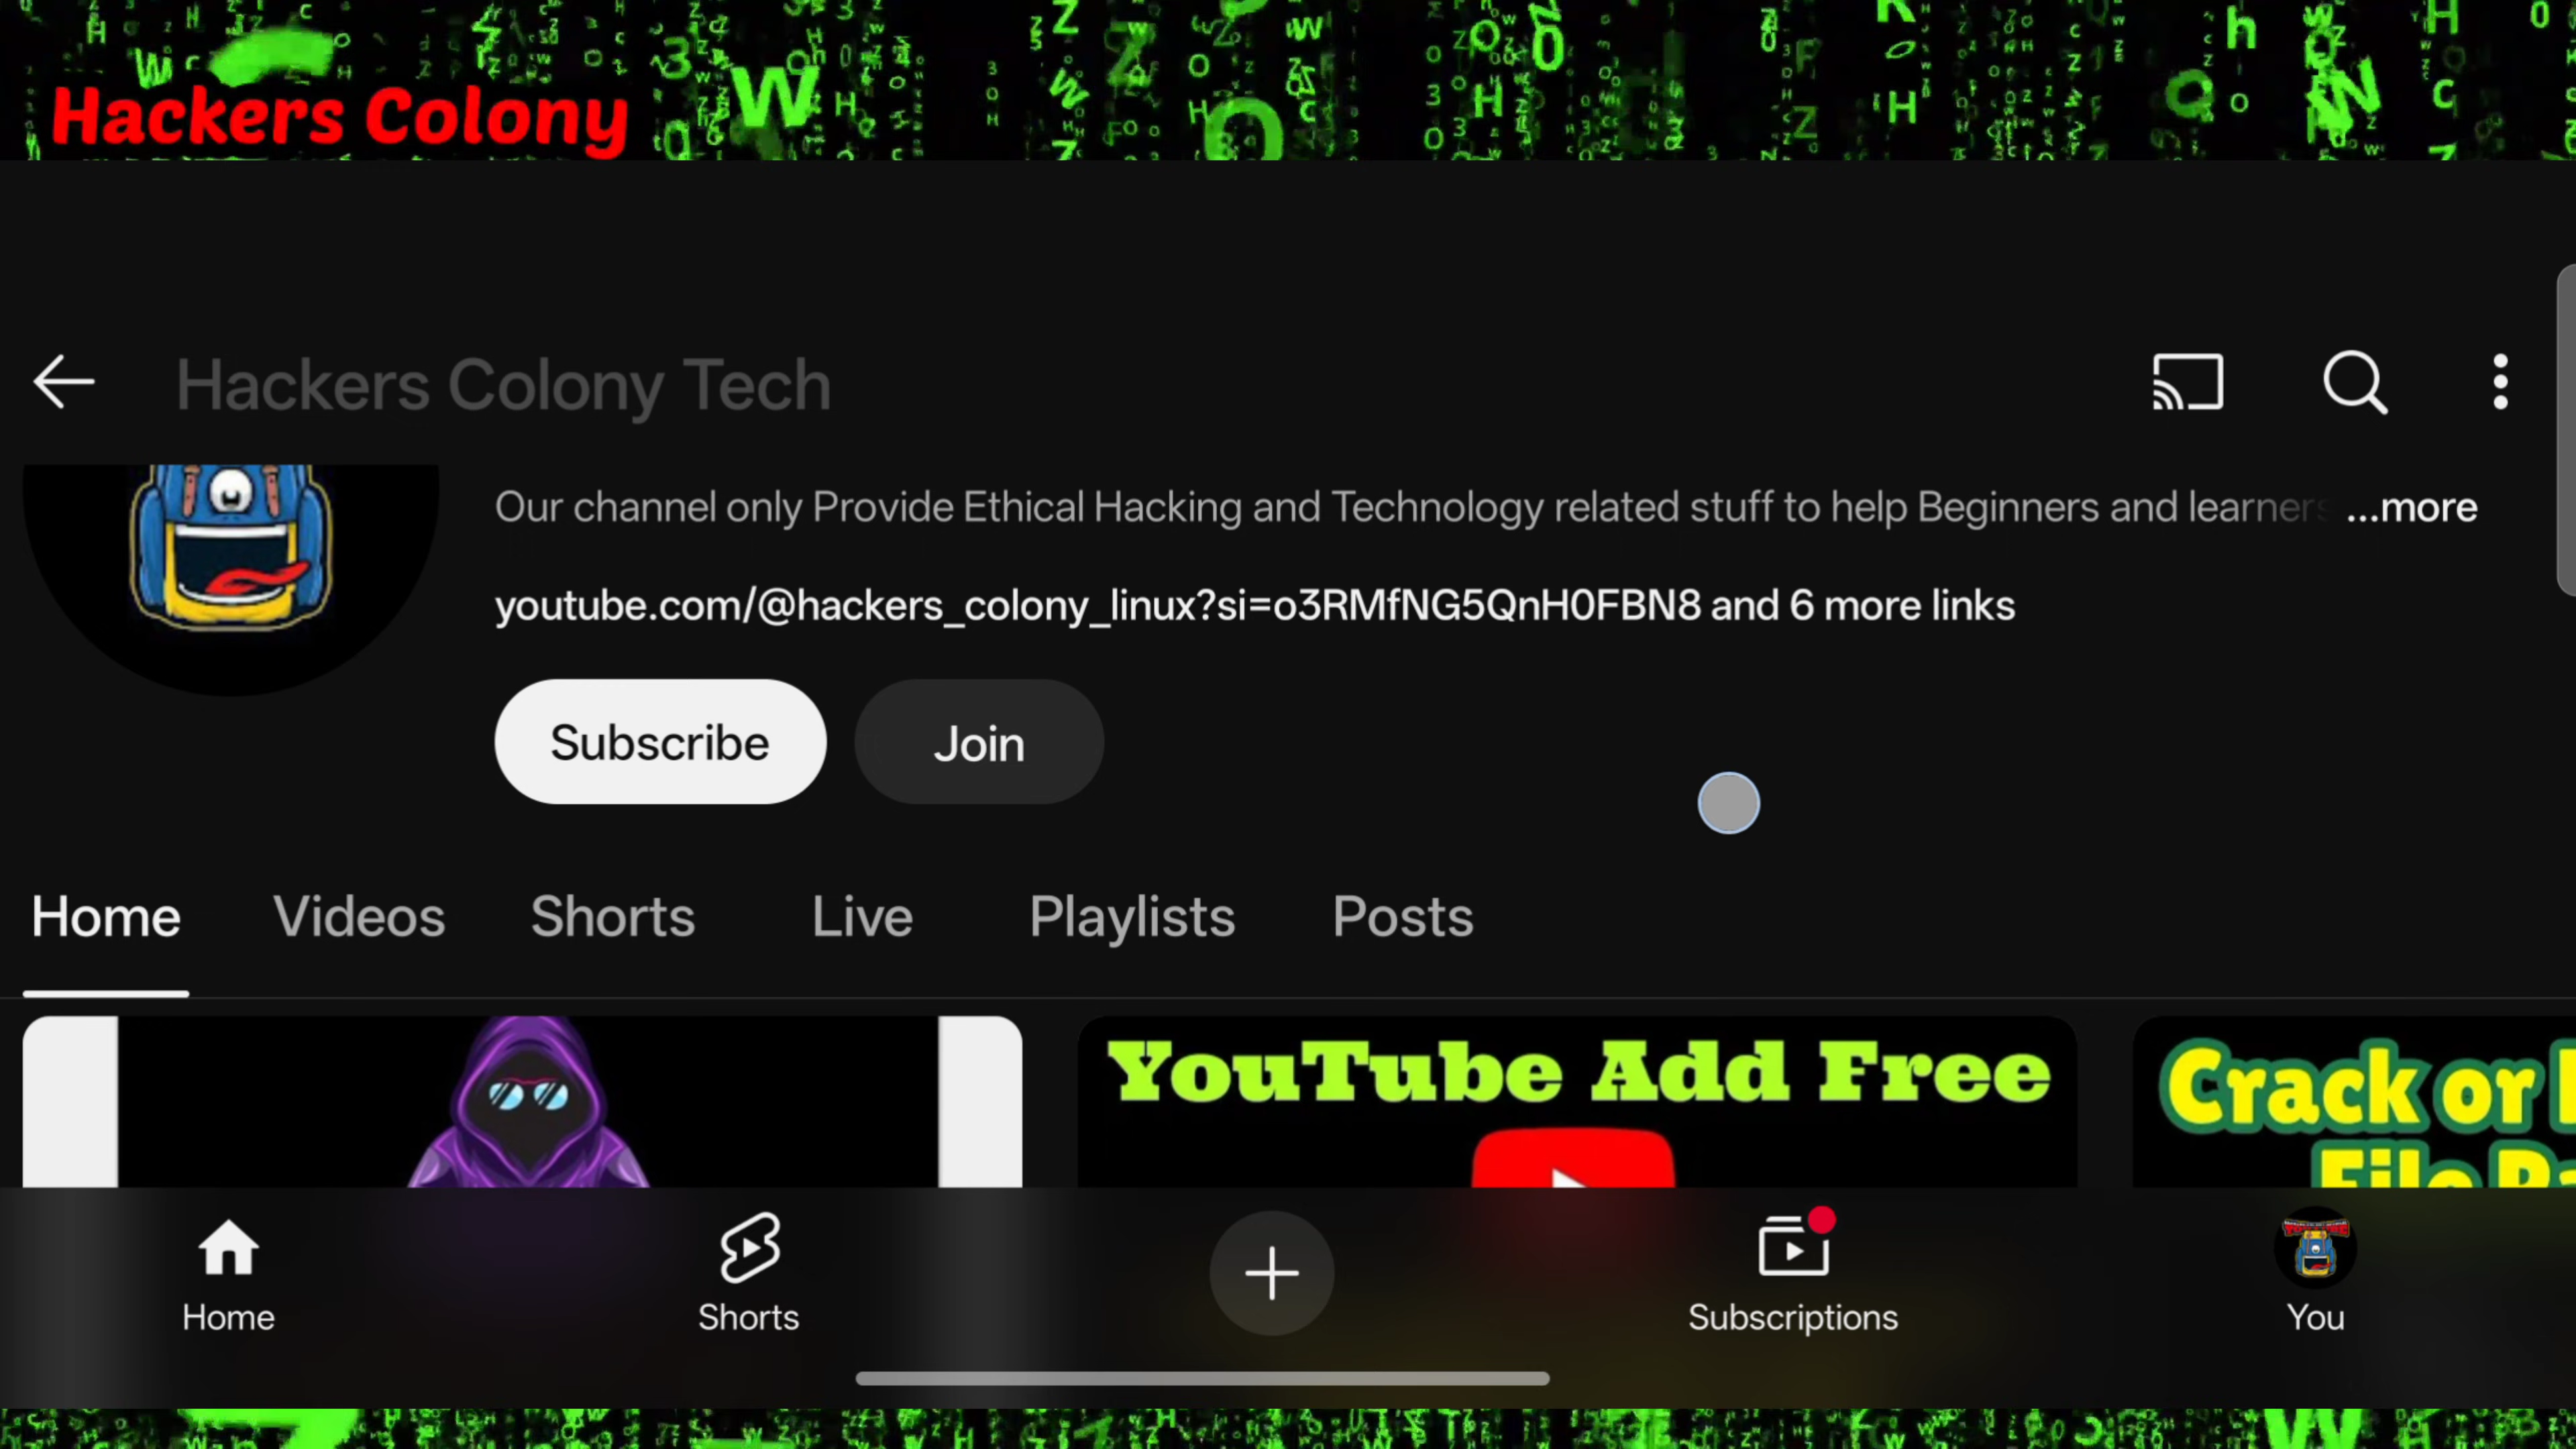 Hackers Colony
Hackers Colony Tech
Our channel only Provide Ethical Hacking and Technology related stuff to help Beginners and learners ...more
youtube.com/@hackers_colony_linux?si=o3RMfNG5QnH0FBN8 and 6 more links
Subscribe Join
Home Videos Shorts Live Playlists Posts
YouTube Add Free
Crack or
File
Home Shorts Subscriptions You